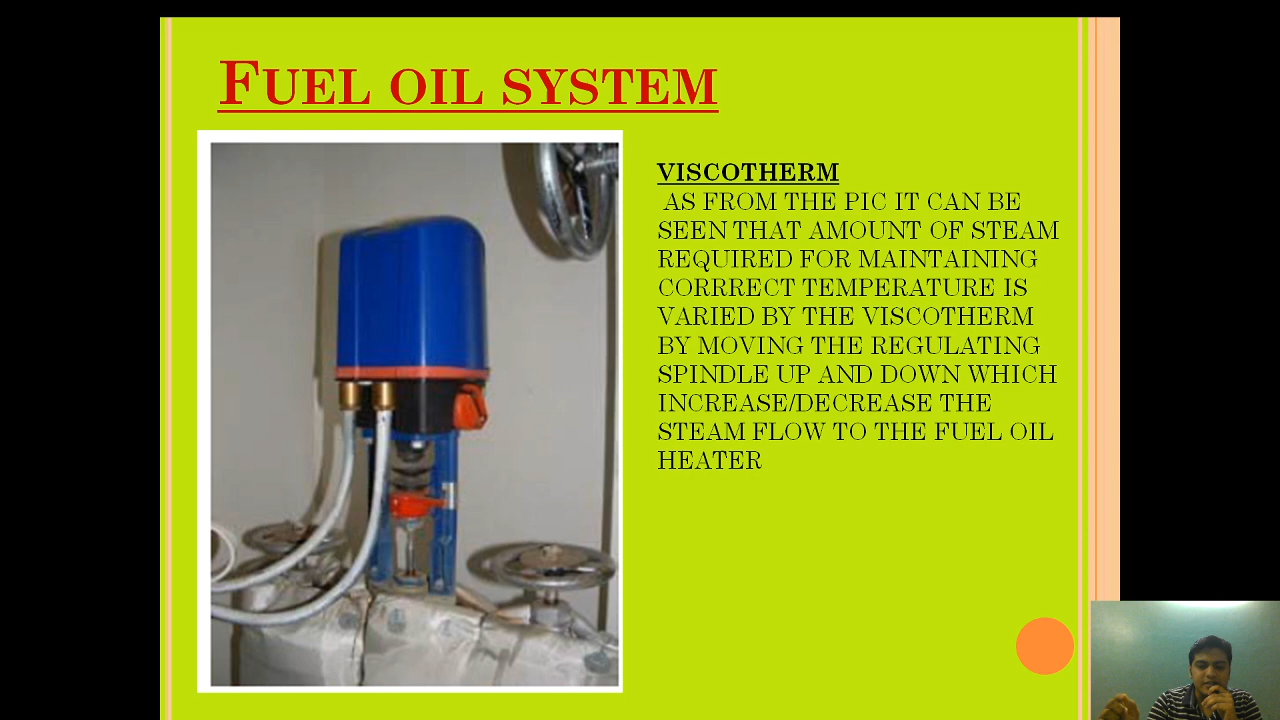 FUEL OIL SYSTEM
VISCOTHERM
AS FROM THE PIC IT CAN BE
SEEN THAT AMOUNT OF STEAM
REQUIRED FOR MAINTAINING
CORRRECT TEMPERATURE IS
VARIED BY THE VISCOTHERM
BY MOVING THE REGULATING
SPINDLE UP AND DOWN WHICH
INCREASE/DECREASE THE
STEAM FLOW TO THE FUEL OIL
HEATER